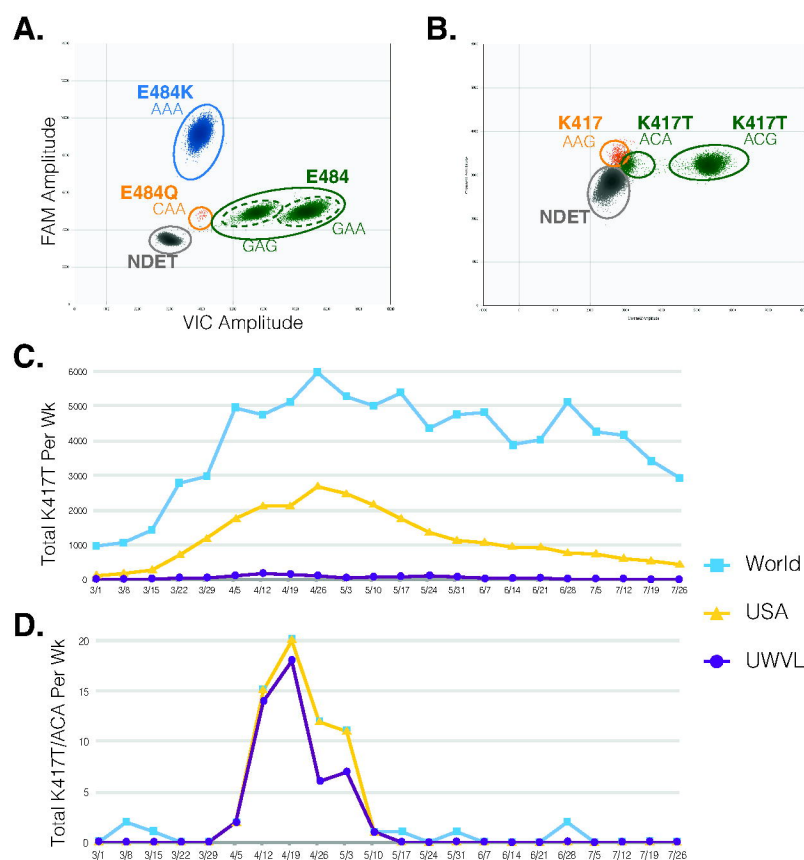 A.
E484K
AAA
E484Q
CAA
E484
GAG
GAA
NDET
FAM Amplitude
VIC Amplitude
B.
K417
AAG
K417T
ACA
K417T
ACG
NDET
C.
Total K417T Per Wk
6000
5000
4000
3000
2000
1000
0
3/1 3/8 3/15 3/22 3/29 4/5 4/12 4/19 4/26 5/3 5/10 5/17 5/24 5/31 6/7 6/14 6/21 6/28 7/5 7/12 7/19 7/26
World
USA
UWVL
D.
Total K417T/ACA Per Wk
20
15
10
5
0
3/1 3/8 3/15 3/22 3/29 4/5 4/12 4/19 4/26 5/3 5/10 5/17 5/24 5/31 6/7 6/14 6/21 6/28 7/5 7/12 7/19 7/26